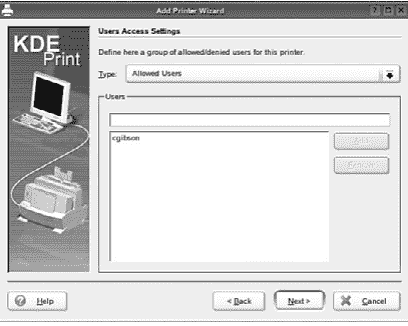 Add Printer Wizard
KDE
Print
Users Access Settings
Define here a group of allowed/denied users for this printer.
Type: Allowed Users
Users
cgibson
Add
Help
< Back
Next >
Cancel